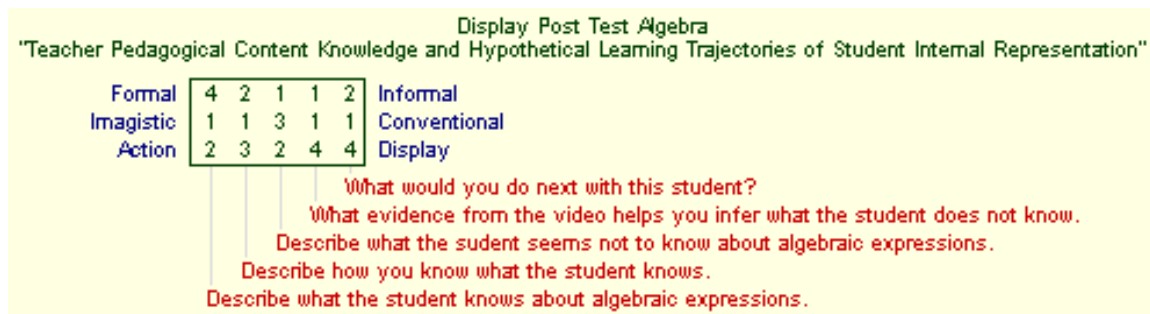 Display Post Test Algebra
"Teacher Pedagogical Content Knowledge and Hypothetical Learning Trajectories of Student Internal Representation"
Formal 4 2 1 1 2 Informal
Imagistic 1 1 3 1 1 Conventional
Action 2 3 2 4 4 Display
What would you do next with this student?
What evidence from the video helps you infer what the student does not know.
Describe what the sudent seems not to know about algebraic expressions.
Describe how you know what the student knows.
Describe what the student knows about algebraic expressions.